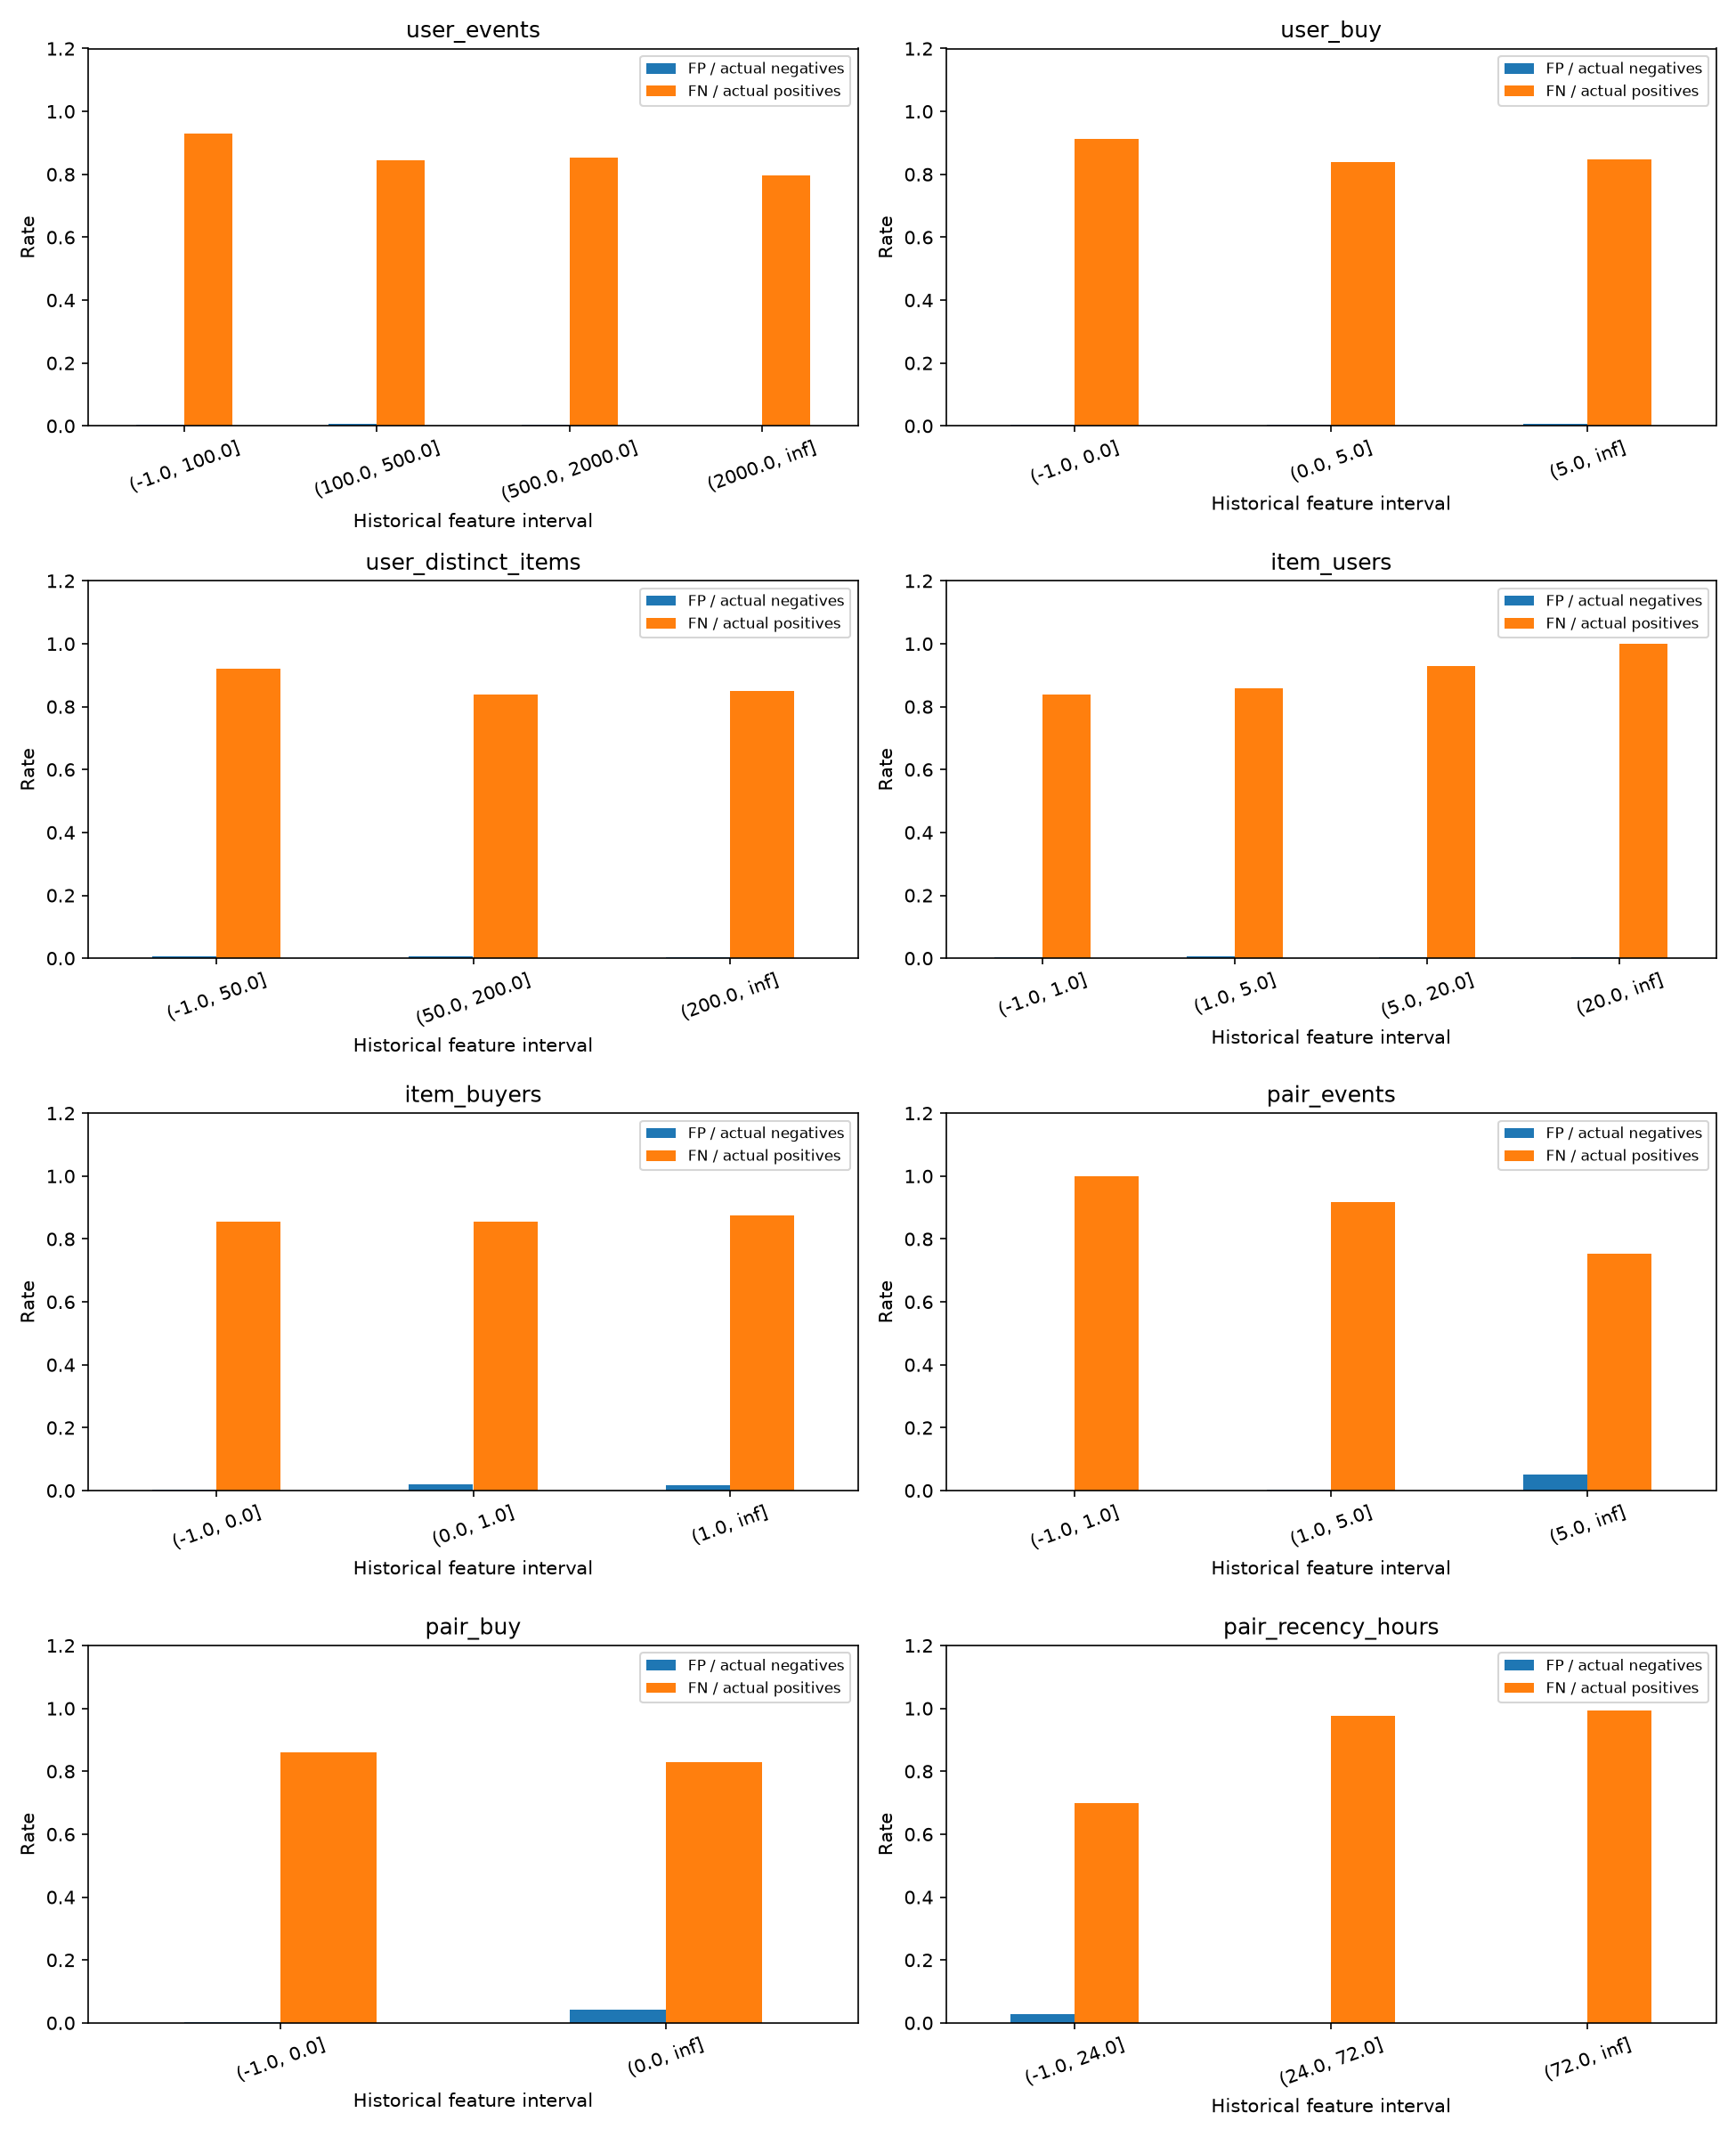 user_events
1.2
1.0
0.8
0.6
0.4
0.2
0.0
Rate
FP / actual negatives
FN / actual positives
(-1.0, 100.0]
(100.0, 500.0]
(500.0, 2000.0]
(2000.0, inf]
Historical feature interval
user_buy
1.2
1.0
0.8
0.6
0.4
0.2
0.0
Rate
FP / actual negatives
FN / actual positives
(-1.0, 0.0]
(0.0, 5.0]
(5.0, inf]
Historical feature interval
user_distinct_items
1.2
1.0
0.8
0.6
0.4
0.2
0.0
Rate
FP / actual negatives
FN / actual positives
(-1.0, 50.0]
(50.0, 200.0]
(200.0, inf]
Historical feature interval
item_users
1.2
1.0
0.8
0.6
0.4
0.2
0.0
Rate
FP / actual negatives
FN / actual positives
(-1.0, 1.0]
(1.0, 5.0]
(5.0, 20.0]
(20.0, inf]
Historical feature interval
item_buyers
1.2
1.0
0.8
0.6
0.4
0.2
0.0
Rate
FP / actual negatives
FN / actual positives
(-1.0, 0.0]
(0.0, 1.0]
(1.0, inf]
Historical feature interval
pair_events
1.2
1.0
0.8
0.6
0.4
0.2
0.0
Rate
FP / actual negatives
FN / actual positives
(-1.0, 1.0]
(1.0, 5.0]
(5.0, inf]
Historical feature interval
pair_buy
1.2
1.0
0.8
0.6
0.4
0.2
0.0
Rate
FP / actual negatives
FN / actual positives
(-1.0, 0.0]
(0.0, inf]
Historical feature interval
pair_recency_hours
1.2
1.0
0.8
0.6
0.4
0.2
0.0
Rate
FP / actual negatives
FN / actual positives
(-1.0, 24.0]
(24.0, 72.0]
(72.0, inf]
Historical feature interval